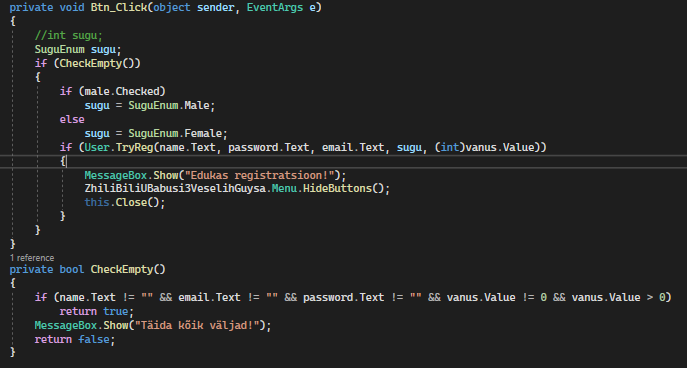 private void Btn_Click(object sender, EventArgs e)
{
//int sugu;
SuguEnum sugu;
if (CheckEmpty())
{
if (male.Checked)
sugu = SuguEnum.Male;
else
sugu = SuguEnum.Female;
if (User.TryReg(name.Text, password.Text, email.Text, sugu, (int)vanus.Value))
{
MessageBox.Show("Edukas registratsioon!");
ZhiliBiliUBabusi3VeselihGuysa.Menu.HideButtons();
this.Close();
}
}
}
1 reference
private bool CheckEmpty()
{
if (name.Text != "" && email.Text != "" && password.Text != "" && vanus.Value != 0 && vanus.Value > 0)
return true;
MessageBox.Show("Täida kõik väljad!");
return false;
}